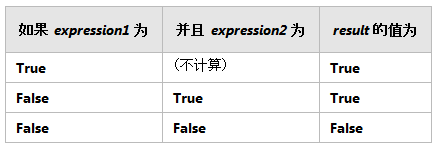 如果 expression1 为 并且 expression2 为 result 的值为
True （不计算） True
False True True
False False False